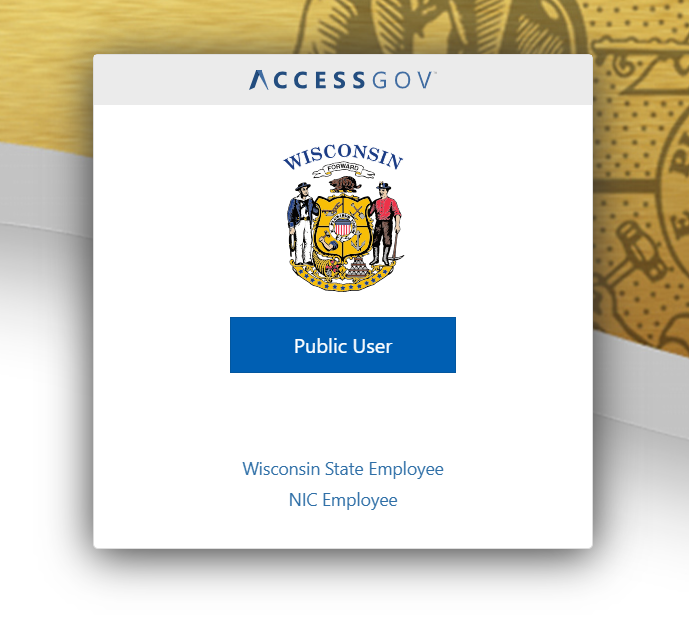 ACCESSGOV
WISCONSIN
FORWARD
Public User
Wisconsin State Employee
NIC Employee